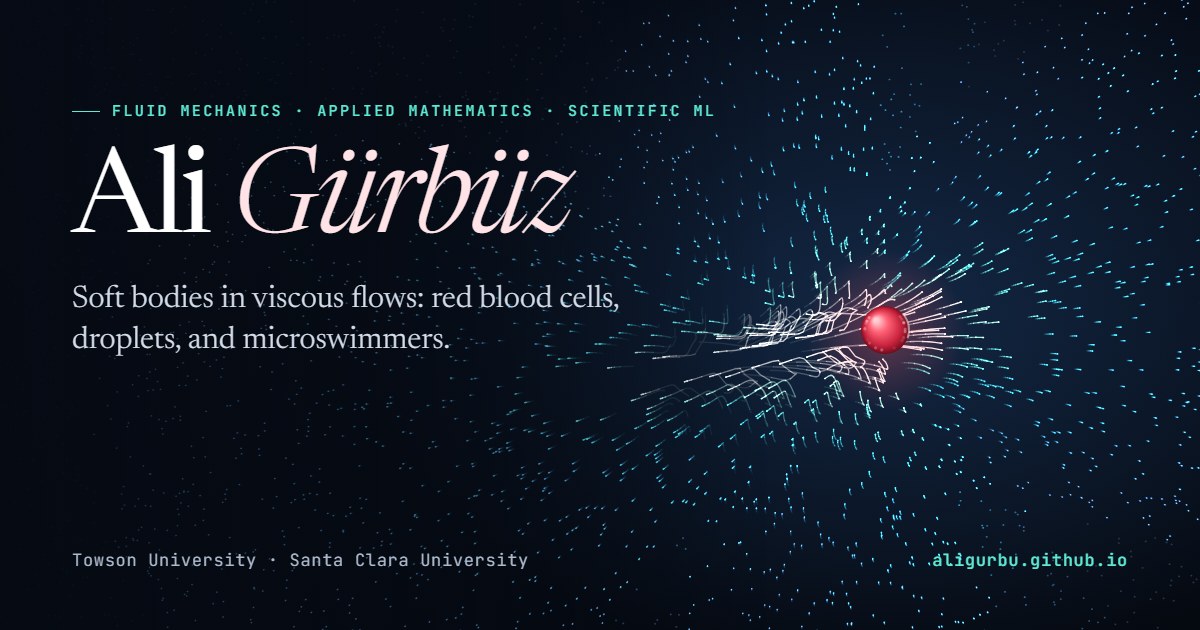 FLUID MECHANICS · APPLIED MATHEMATICS · SCIENTIFIC ML
Ali Gürbüz
Soft bodies in viscous flows: red blood cells,
droplets, and microswimmers.
Towson University · Santa Clara University
aligurbu.github.io